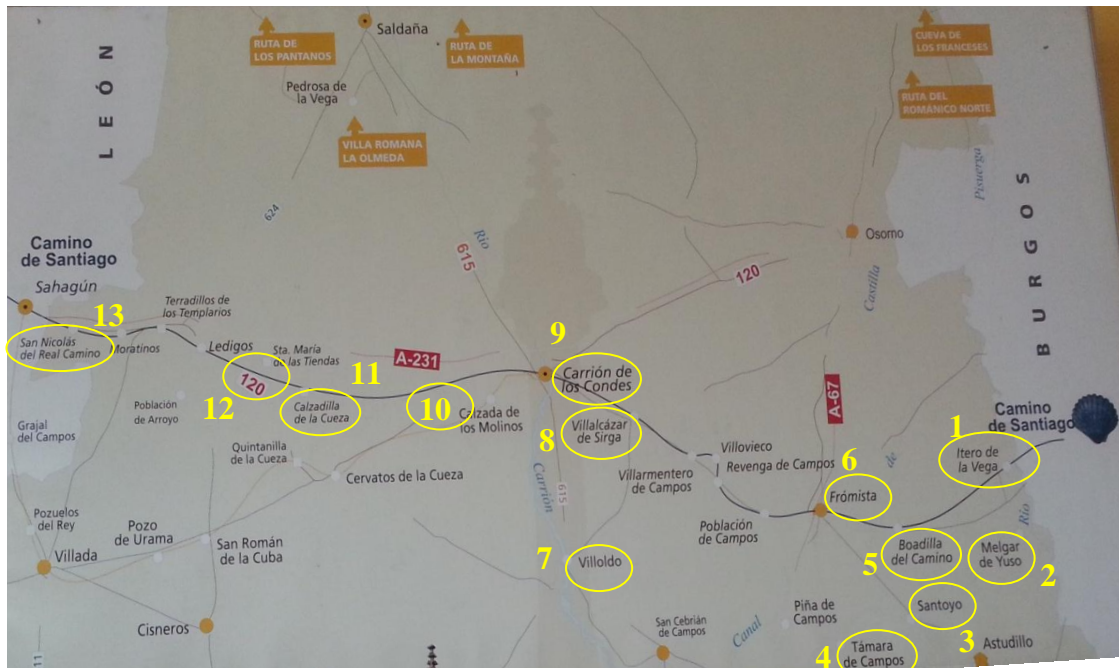 LEÓN
Saldaña
RUTA DE
LOS PANTANOS
RUTA DE
LA MONTAÑA
CUEVA DE
LOS FRANCESES
RUTA DEL
ROMÁNICO NORTE
Pedrosa de
la Vega
VILLA ROMANA
LA OLMEDA
Pisuerga
BURGOS
624
Río
615
120
Osorno
Castilla
Camino
de Santiago
Sahagún
13
Terradillos de
los Templarios
San Nicolás
del Real Camino
Moratinos
Ledigos
Sta. María
de las Tiendas
A-231
9
Carrión de
los Condes
A-67
120
12
11
10
Calzadilla
de la Cueza
Calzada de
los Molinos
8
Villalcázar
de Sirga
Población
de Arroyo
Grajal
del Campos
Quintanilla
de la Cueza
Cervatos de la Cueza
Carrión
615
Villovieco
Revenga de Campos
Villarmentero
de Campos
6
Frómista
de
1
Camino
de Santiago
Itero de
la Vega
Río
Pozuelos
del Rey
Pozo
de Urama
San Román
de la Cuba
Villada
Población
de Campos
7
Villoldo
5
Boadilla
del Camino
Melgar
de Yuso
2
Santoyo
3
Cisneros
San Cebrián
de Campos
Canal
Piña de
Campos
4
Támara
de Campos
Astudillo
11